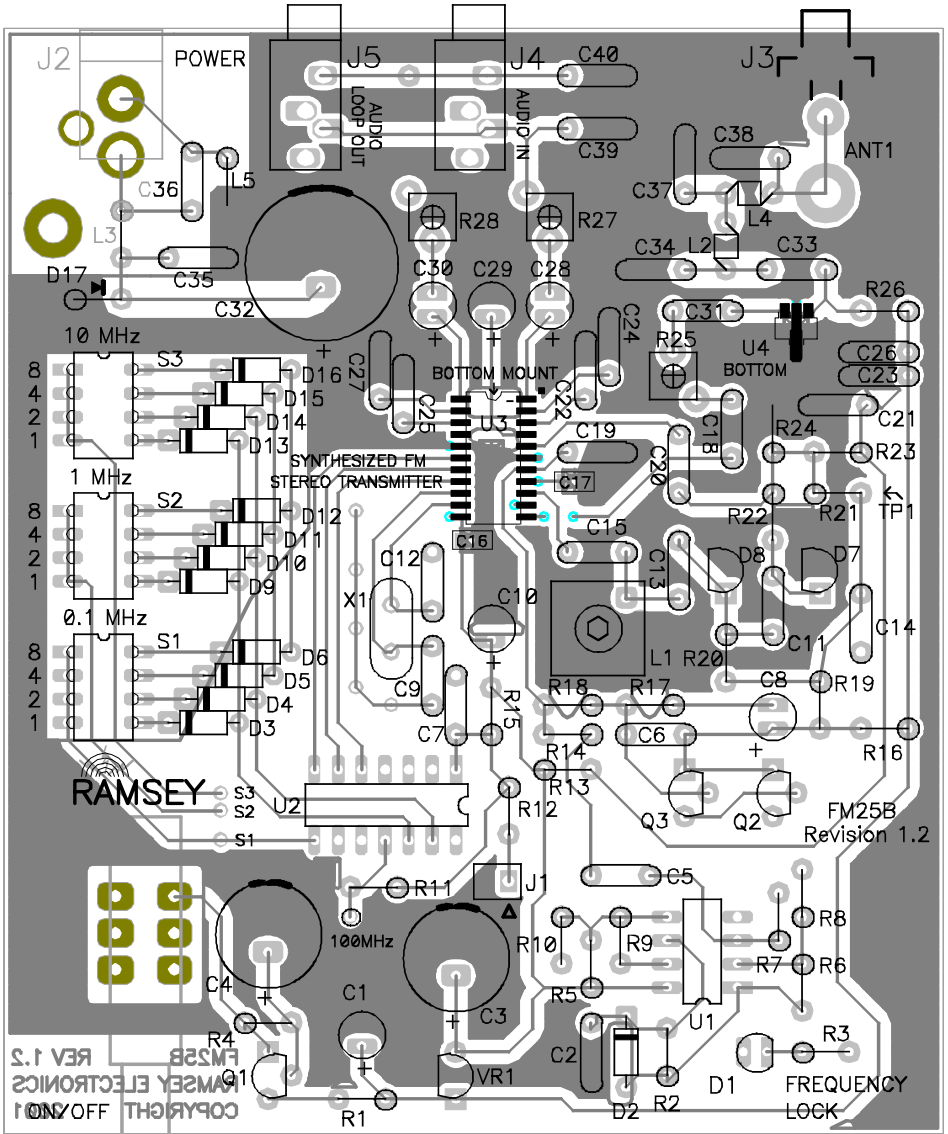 J2
POWER
J5
J4
C40
J3
AUDIO
LOOP OUT
AUDIO IN
C39
C38
ANT1
C36
L5
C37
L4
R28
R27
L3
C34
L2
C33
D17
C35
C30
C29
C28
C32
C31
R26
10 MHz
C24
R25
U4
BOTTOM
C26
C23
8
4
2
1
S3
D16
D15
D14
D13
C27
C25
BOTTOM MOUNT
U3
C22
C21
C18
R24
C19
C20
R23
1 MHz
SYNTHESIZED FM
STEREO TRANSMITTER
C17
8
4
2
1
S2
D12
D11
D10
D9
R22
R21
TP1
C16
C15
C12
C13
D8
D7
X1
C10
0.1 MHz
8
4
2
1
S1
D6
D5
D4
D3
L1
R20
C11
C14
C9
R15
R18
R17
C8
R19
C7
R14
C6
R16
R13
RAMSEY
S3
S2
S1
U2
R12
Q3
Q2
FM25B
Revision 1.2
R11
J1
C5
100MHz
R10
R9
R8
C4
R7
R6
C3
R5
U1
C1
R4
C2
R3
FM25B REV 1.2
RAMSEY ELECTRONICS
COPYRIGHT 2001
Q1
VR1
D1
FREQUENCY
LOCK
ON/OFF
R1
D2
R2